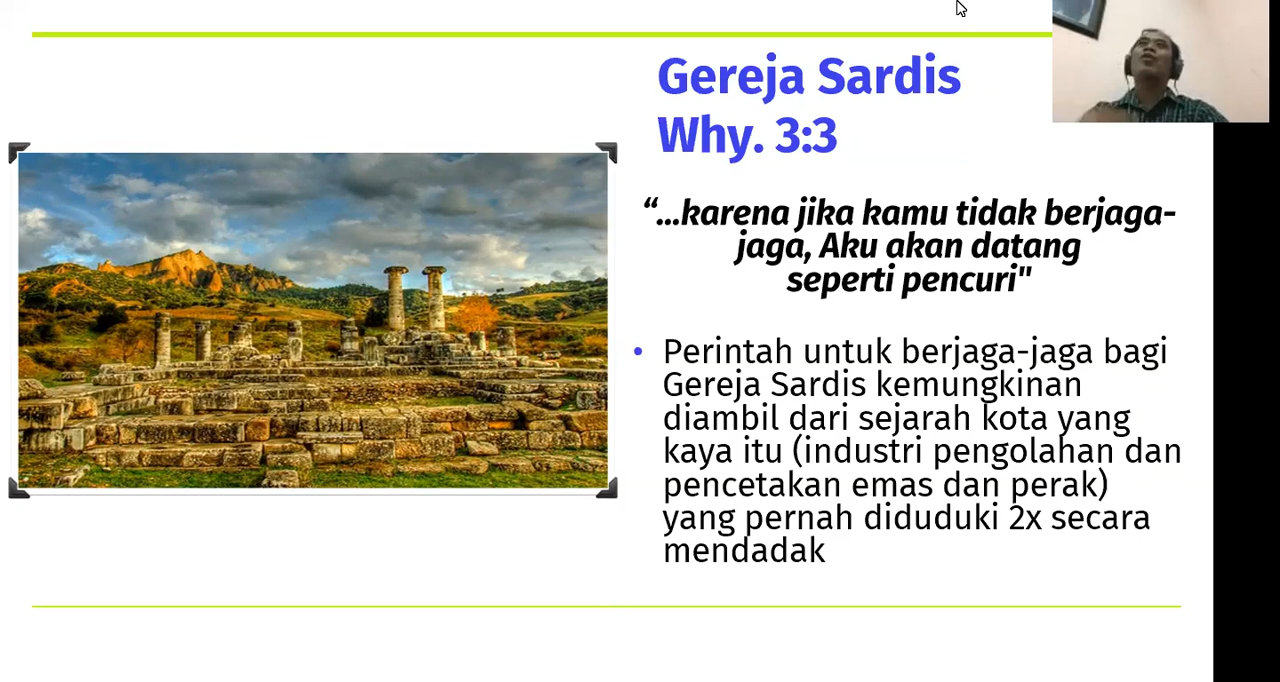 Gereja Sardis
Why. 3:3
“...karena jika kamu tidak berjaga-
jaga, Aku akan datang
seperti pencuri"
• Perintah untuk berjaga-jaga bagi
Gereja Sardis kemungkinan
diambil dari sejarah kota yang
kaya itu (industri pengolahan dan
pencetakan emas dan perak)
yang pernah diduduki 2x secara
mendadak